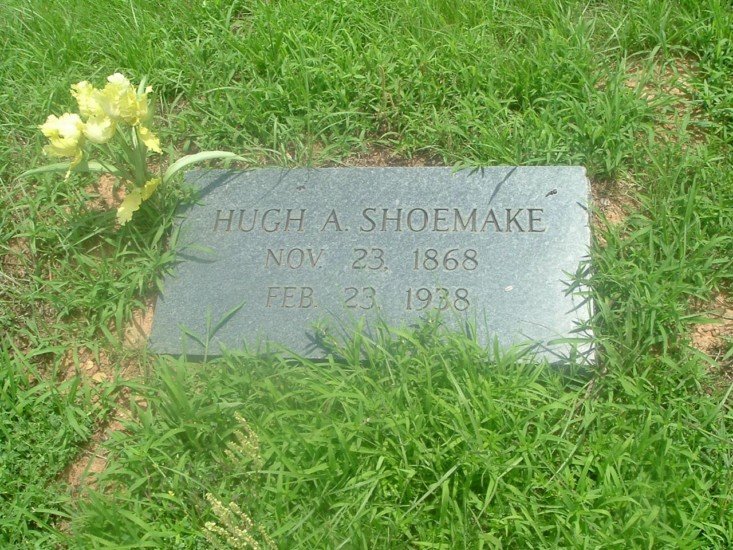 HUGH A. SHOEMAKE
NOV. 23, 1868
FEB. 23, 1938